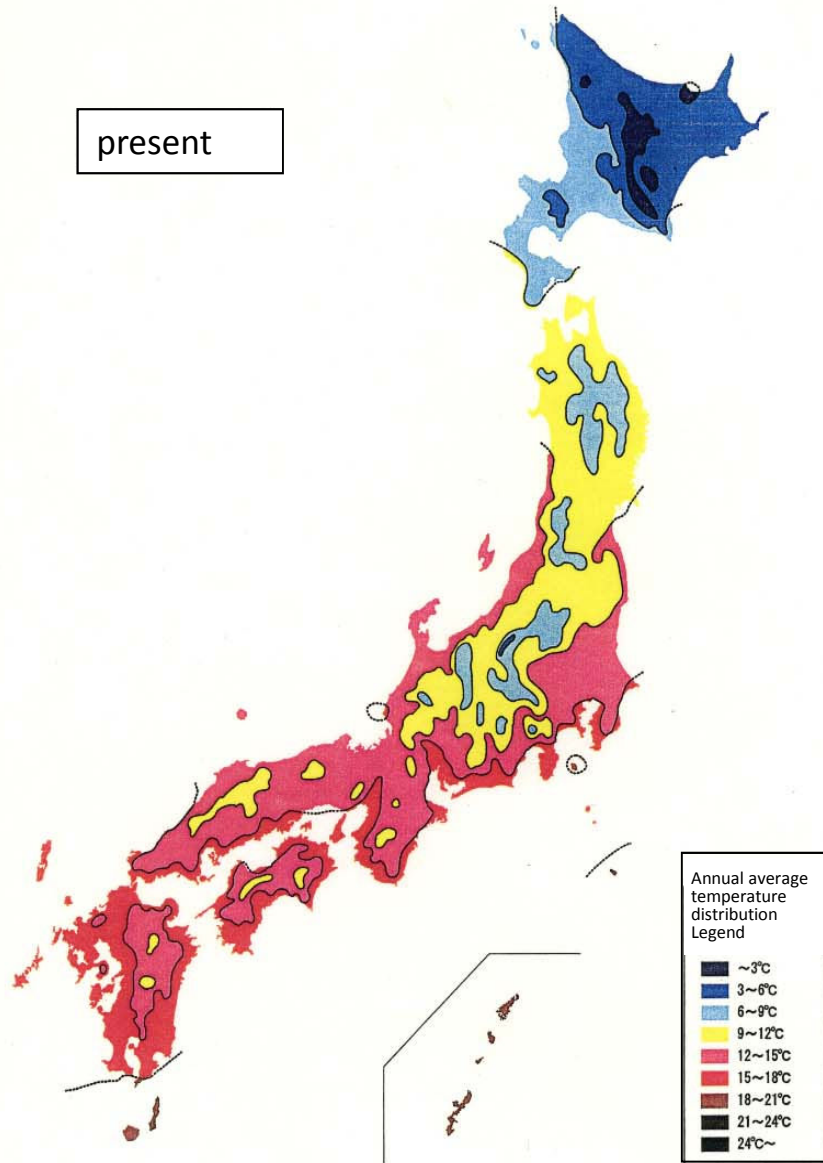 present
Annual average
temperature
distribution
Legend
~3℃
3~6℃
6~9℃
9~12℃
12~15℃
15~18℃
18~21℃
21~24℃
24℃~